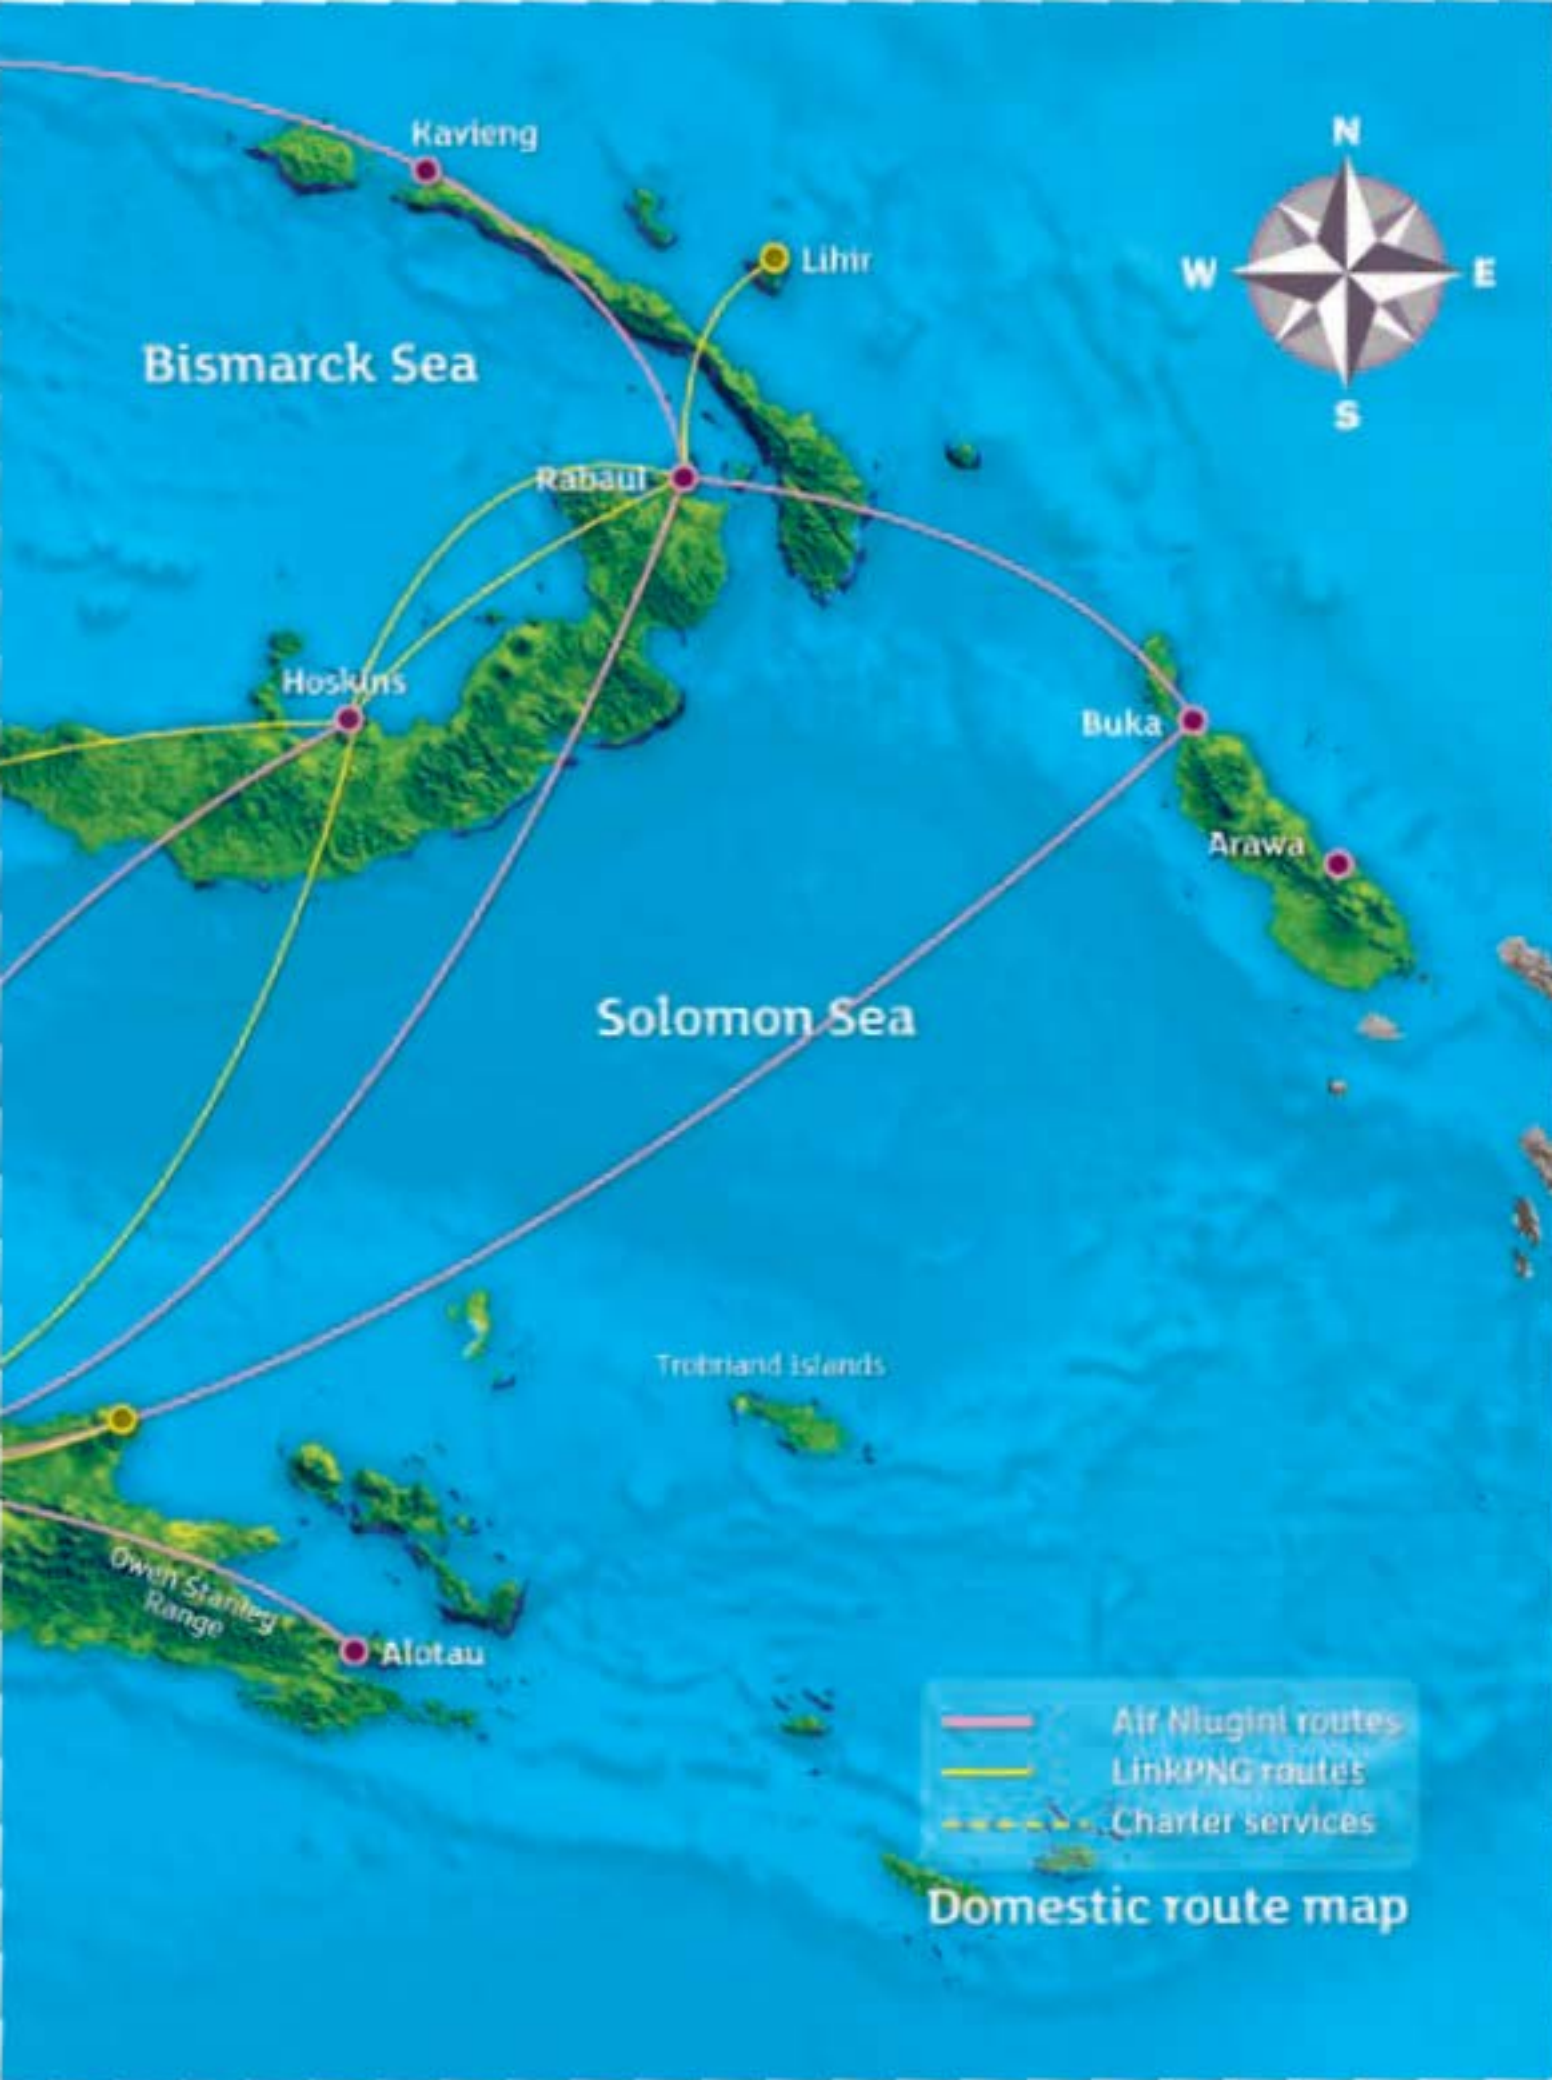 Kavieng
N
Lihir
W
E
Bismarck Sea
S
Rabaul
Hoskins
Buka
Arawa
Solomon Sea
Trobriand Islands
Owen Stanley
Range
Alotau
Air Niugini routes
LinkPNG routes
Charter services
Domestic route map